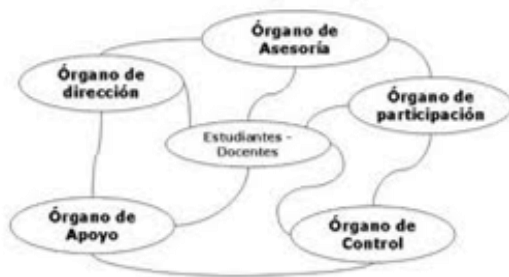 Órgano de
Asesoría
Órgano de
dirección
Órgano de
participación
Estudiantes -
Docentes
Órgano de
Apoyo
Órgano de
Control